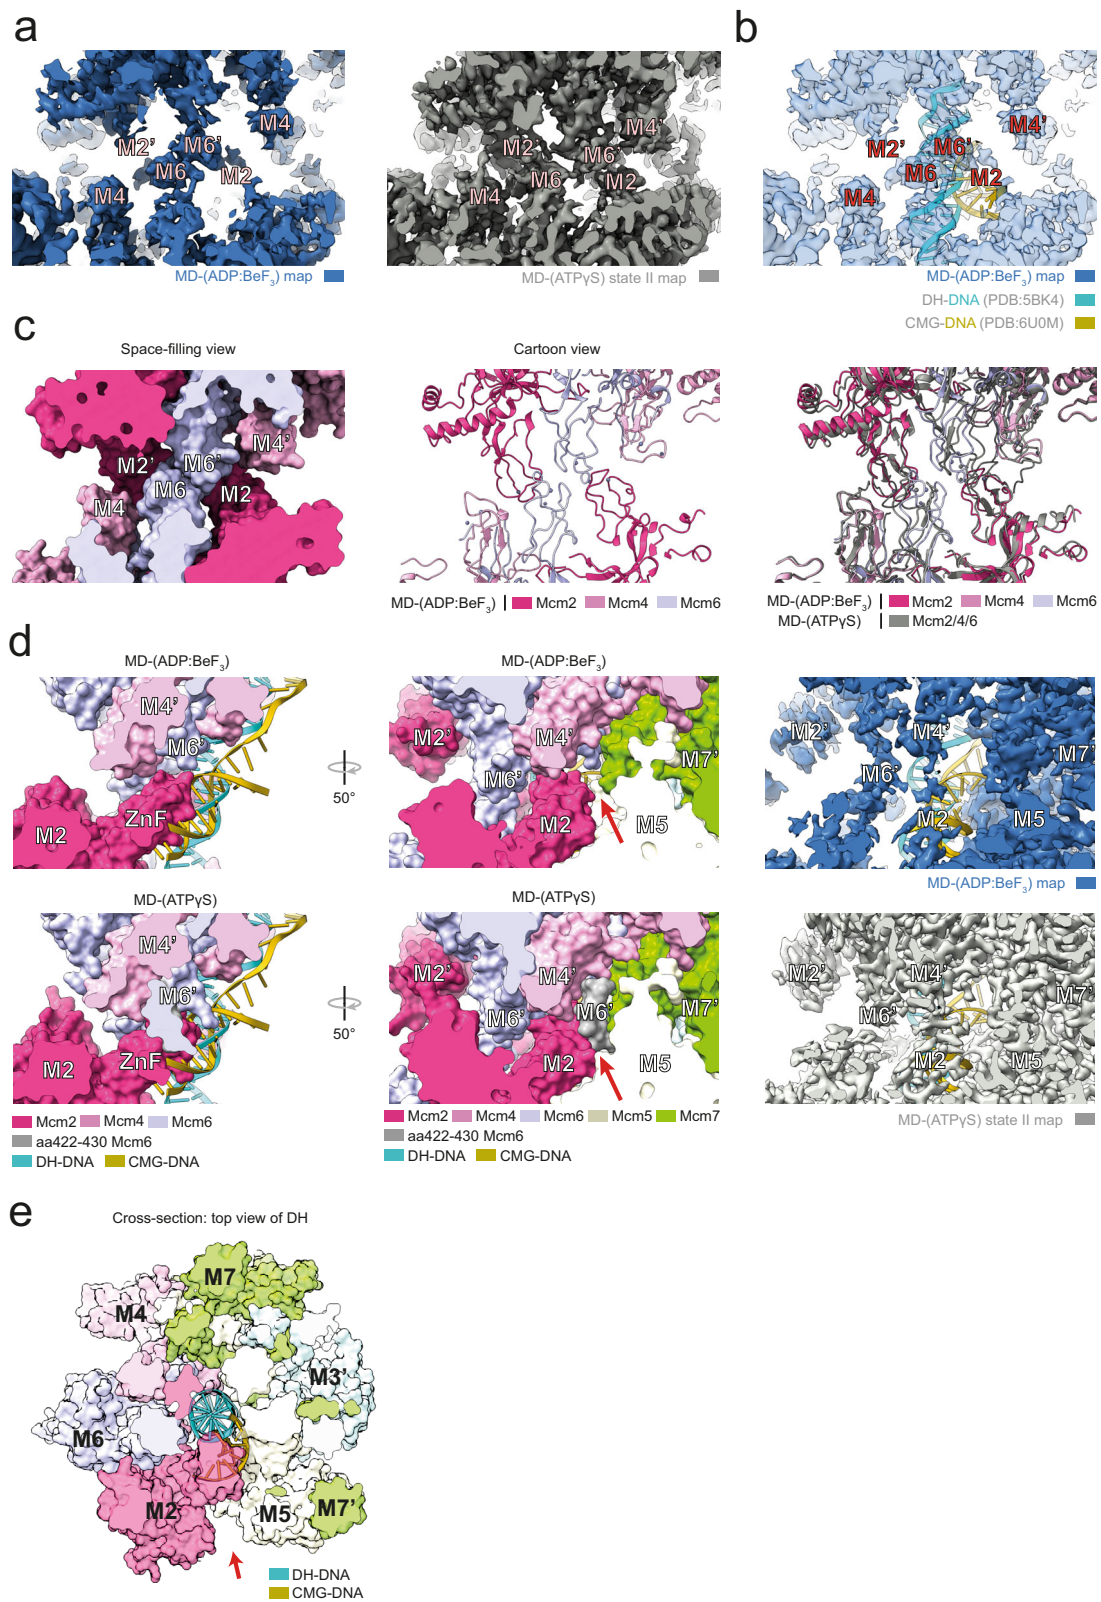 a
M2'
M6'
M4
M6
M2
M4
MD-(ADP:BeF₃) map
M4'
M2'
M6'
M6
M2
M4
MD-(ATPγS) state II map
b
M4'
M2'
M6'
M6
M2
M4
MD-(ADP:BeF₃) map
DH-DNA (PDB:5BK4)
CMG-DNA (PDB:6U0M)
c
Space-filling view
M4'
M2'
M6'
M6
M2
M4
Cartoon view
MD-(ADP:BeF₃) | Mcm2 Mcm4 Mcm6
MD-(ADP:BeF₃) | Mcm2 Mcm4 Mcm6
MD-(ATPγS) | Mcm2/4/6
d
MD-(ADP:BeF₃)
M4'
M6'
ZnF
M2
50°
MD-(ADP:BeF₃)
M2'
M4'
M7'
M6'
M2
M5
M2'
M4'
M7'
M6'
M2
M5
MD-(ADP:BeF₃) map
MD-(ATPγS)
M4'
M6'
ZnF
M2
Mcm2 Mcm4 Mcm6
aa422-430 Mcm6
DH-DNA CMG-DNA
50°
MD-(ATPγS)
M2'
M4'
M7'
M6'
M6'
M2
M5
Mcm2 Mcm4 Mcm6 Mcm5 Mcm7
aa422-430 Mcm6
DH-DNA CMG-DNA
M2'
M4'
M7'
M6'
M2
M5
MD-(ATPγS) state II map
e
Cross-section: top view of DH
M7
M4
M3'
M6
M2
M5
M7'
DH-DNA
CMG-DNA